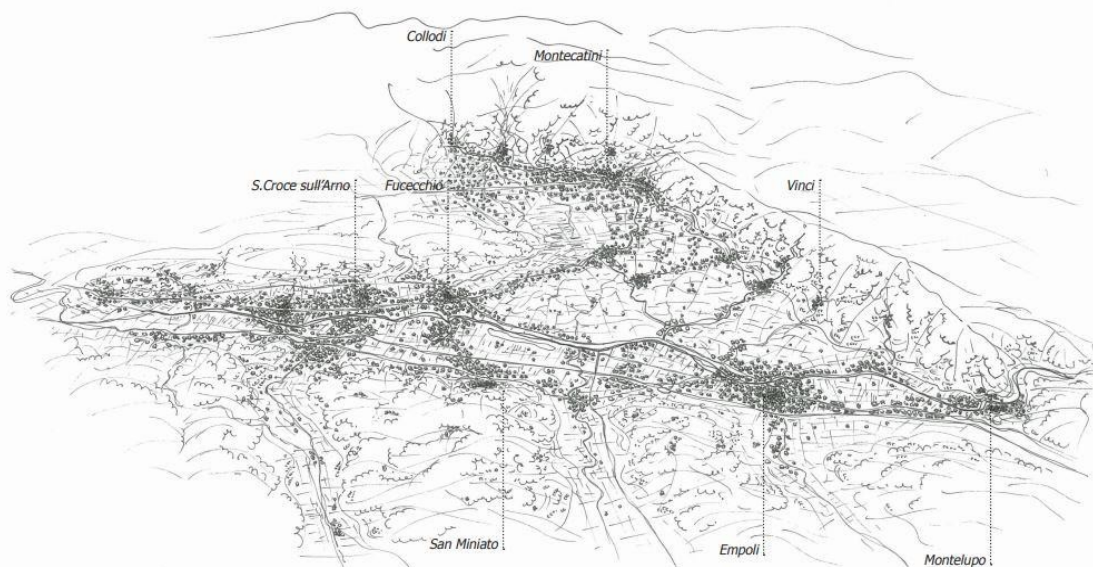 Collodi
Montecatini
S.Croce sull'Arno
Fucecchio
Vinci
San Miniato
Empoli
Montelupo